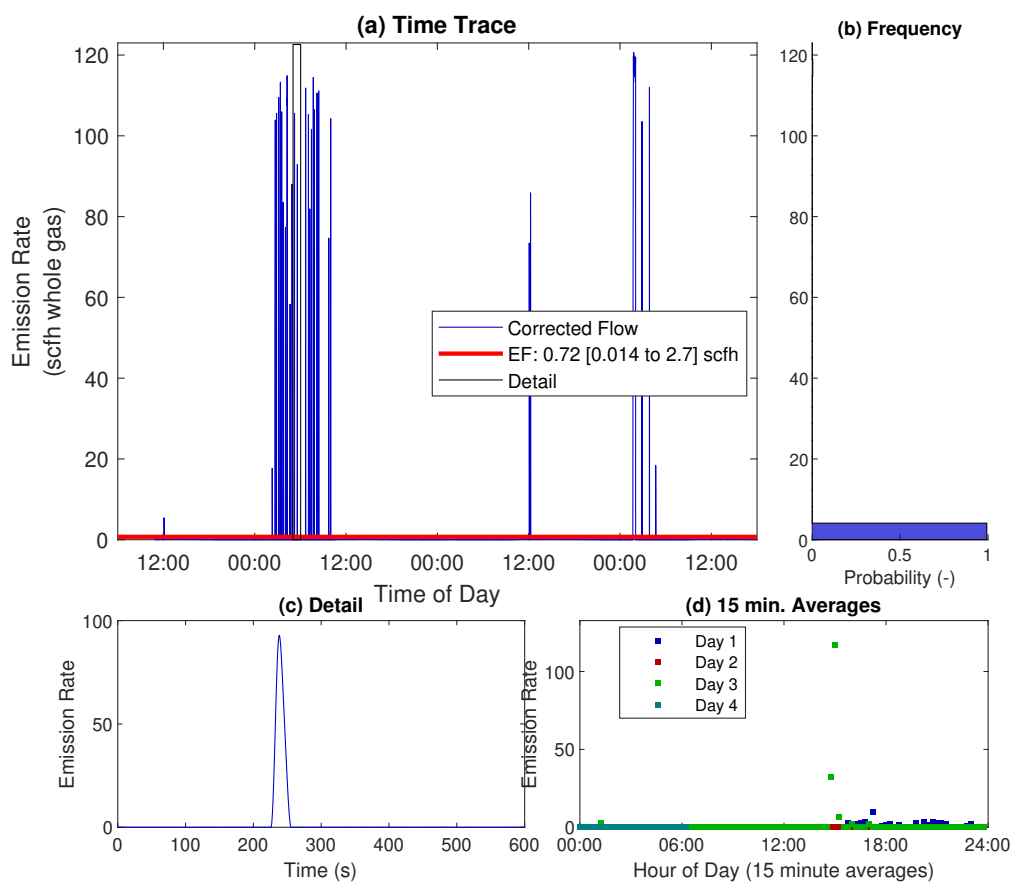 (a) Time Trace
(b) Frequency
Emission Rate
(scfh whole gas)
120
100
80
60
40
20
0
12:00
00:00
12:00
00:00
12:00
00:00
12:00
Time of Day
Corrected Flow
EF: 0.72 [0.014 to 2.7] scfh
Detail
120
100
80
60
40
20
0
0
0.5
1
Probability (-)
(c) Detail
Emission Rate
100
50
0
0
100
200
300
400
500
600
Time (s)
(d) 15 min. Averages
Emission Rate
100
50
0
Day 1
Day 2
Day 3
Day 4
00:00
06:00
12:00
18:00
24:00
Hour of Day (15 minute averages)